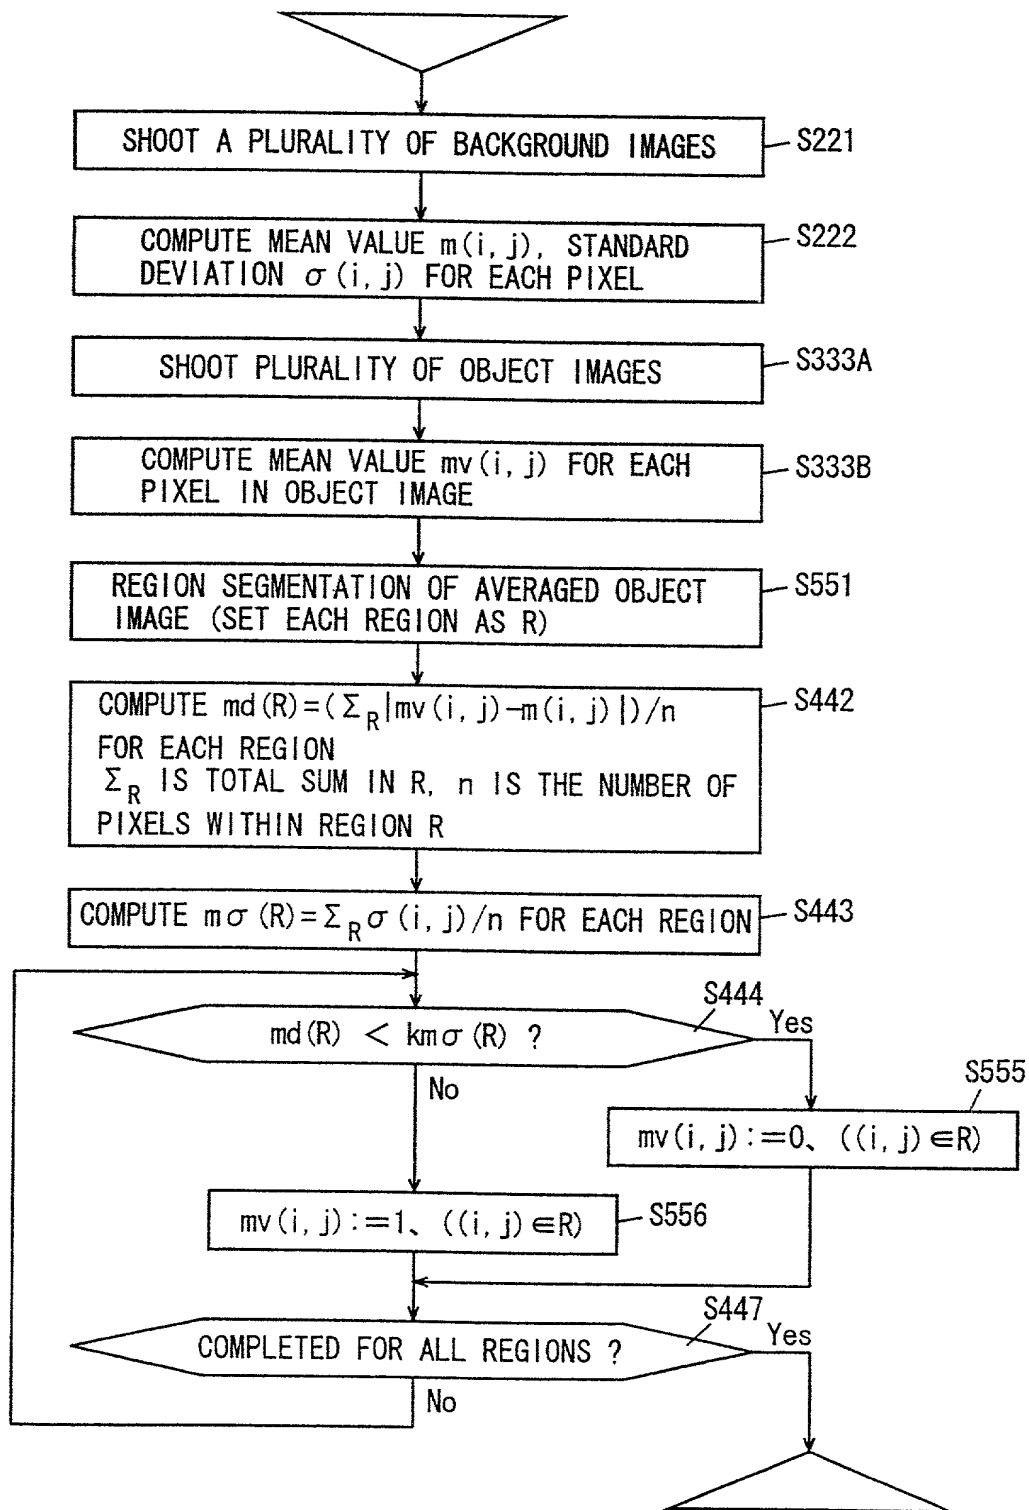 SHOOT A PLURALITY OF BACKGROUND IMAGES
S221
COMPUTE MEAN VALUE m(i, j), STANDARD
DEVIATION σ(i, j) FOR EACH PIXEL
S222
SHOOT PLURALITY OF OBJECT IMAGES
S333A
COMPUTE MEAN VALUE mv(i, j) FOR EACH
PIXEL IN OBJECT IMAGE
S333B
REGION SEGMENTATION OF AVERAGED OBJECT
IMAGE (SET EACH REGION AS R)
S551
COMPUTE md(R)=(Σ_R|mv(i, j)-m(i, j)|)/n
FOR EACH REGION
Σ_R IS TOTAL SUM IN R, n IS THE NUMBER OF
PIXELS WITHIN REGION R
S442
COMPUTE mσ(R)=Σ_Rσ(i, j)/n FOR EACH REGION
S443
S444
md(R) < kmσ(R) ?
Yes
No
S555
mv(i, j):=0、((i, j)∈R)
mv(i, j):=1、((i, j)∈R)
S556
S447
COMPLETED FOR ALL REGIONS ?
Yes
No